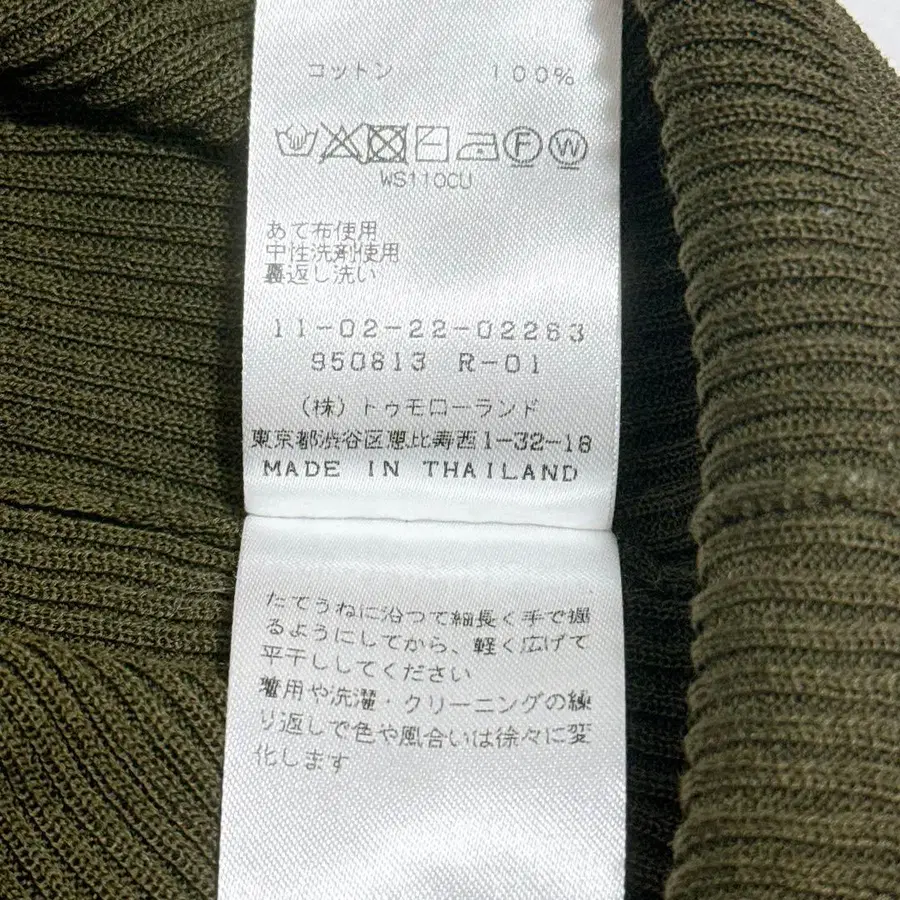 コットン 100%
F W
WS110CU
あて布使用
中性洗剤使用
裏返し洗い
11-02-22-02263
950613 R-01
(株)トゥモローランド
東京都渋谷区恵比寿西1-32-18
MADE IN THAILAND
たてうねに沿って細長く手で握
るようにしてから、軽く広げて
平干ししてください
着用や洗濯・クリーニングの繰
り返しで色や風合いは徐々に変
化します